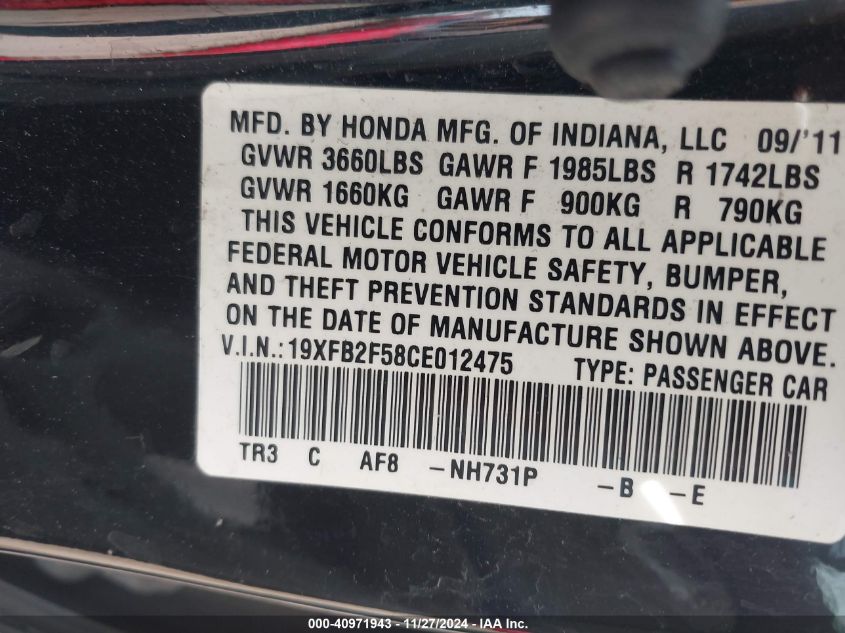 MFD. BY HONDA MFG. OF INDIANA, LLC 09/'11
GVWR 3660LBS GAWR F 1985LBS R 1742LBS
GVWR 1660KG GAWR F 900KG R 790KG
THIS VEHICLE CONFORMS TO ALL APPLICABLE
FEDERAL MOTOR VEHICLE SAFETY, BUMPER,
AND THEFT PREVENTION STANDARDS IN EFFECT
ON THE DATE OF MANUFACTURE SHOWN ABOVE.
V.I.N.:19XFB2F58CE012475 TYPE: PASSENGER CAR
TR3 C AF8 -NH731P -B -E
000-40971943 - 11/27/2024 - IAA Inc.